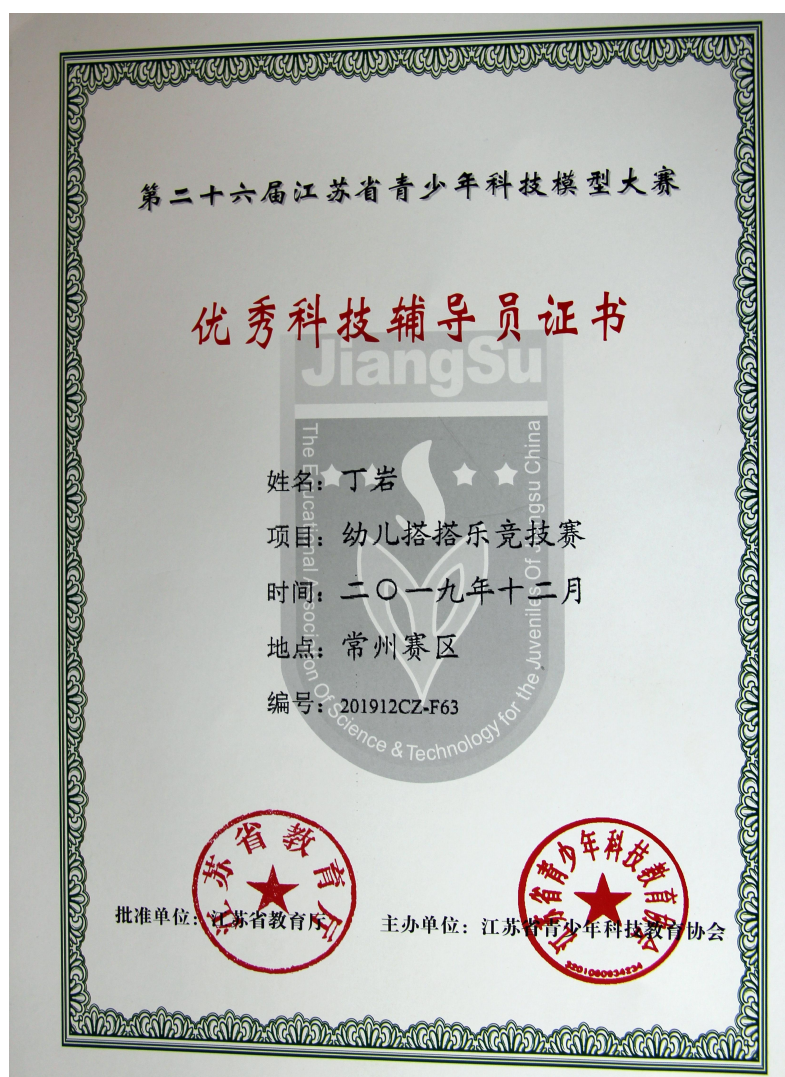 第二十六届江苏省青少年科技模型大赛
优秀科技辅导员证书
JiangSu
The Educational Association Of Science & Technology for the Juveniles Of Jiangsu China
姓名：丁岩
项目：幼儿搭搭乐竞技赛
时间：二〇一九年十二月
地点：常州赛区
编号：201912CZ-F63
江苏省教育厅
江苏省青少年科技教育协会
批准单位：江苏省教育厅
主办单位：江苏省青少年科技教育协会
3201060934234